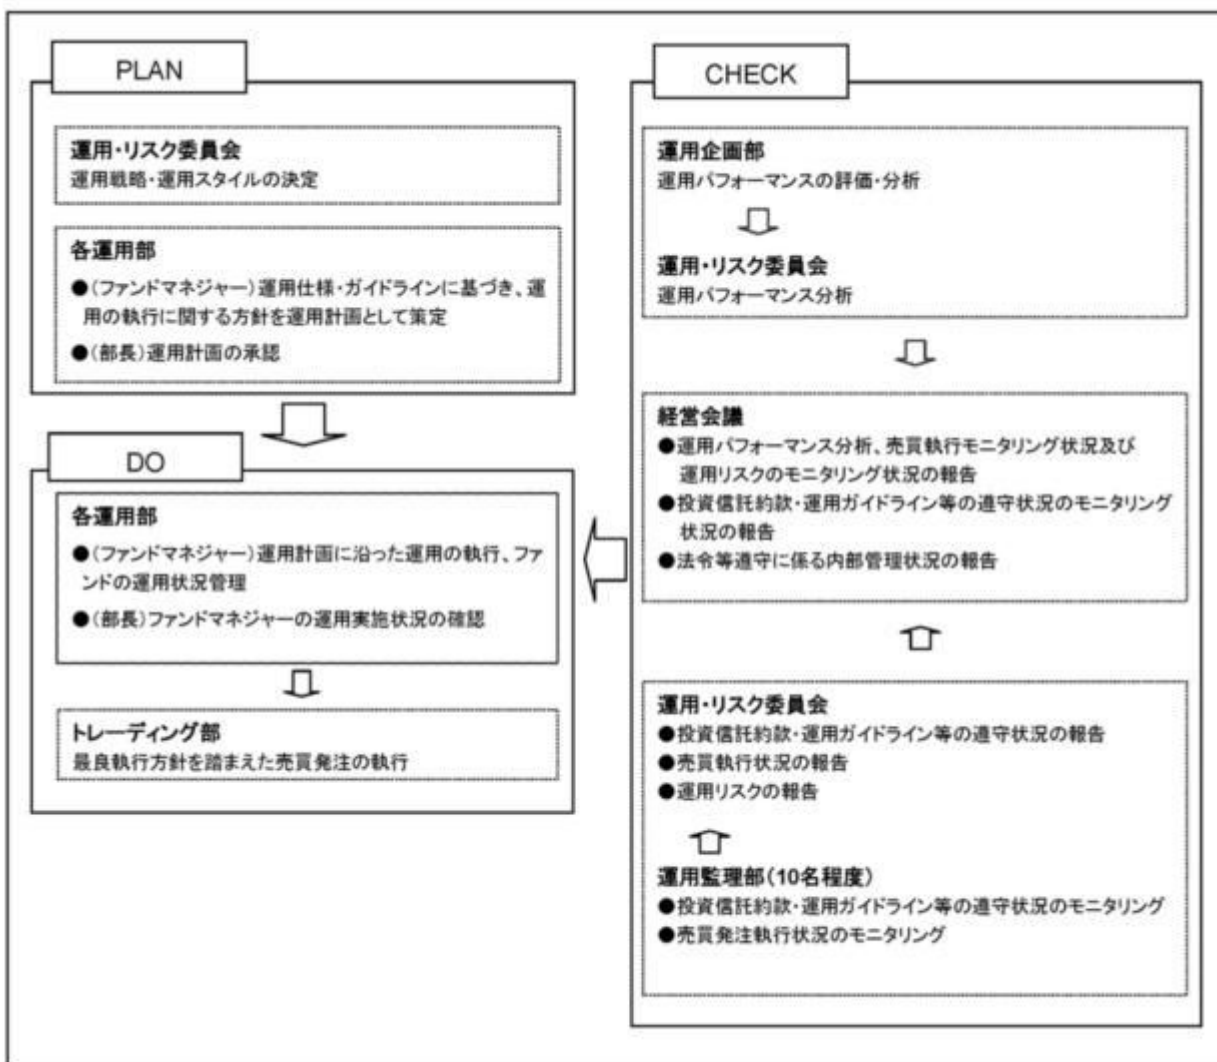 PLAN
運用・リスク委員会
運用戦略・運用スタイルの決定
各運用部
●(ファンドマネジャー)運用仕様・ガイドラインに基づき、運
用の執行に関する方針を運用計画として策定
●(部長)運用計画の承認
DO
各運用部
●(ファンドマネジャー)運用計画に沿った運用の執行、ファ
ンドの運用状況管理
●(部長)ファンドマネジャーの運用実施状況の確認
トレーディング部
最良執行方針を踏まえた売買発注の執行
CHECK
運用企画部
運用パフォーマンスの評価・分析
運用・リスク委員会
運用パフォーマンス分析
経営会議
●運用パフォーマンス分析、売買執行モニタリング状況及び
運用リスクのモニタリング状況の報告
●投資信託約款・運用ガイドライン等の遵守状況のモニタリング
状況の報告
●法令等遵守に係る内部管理状況の報告
運用・リスク委員会
●投資信託約款・運用ガイドライン等の遵守状況の報告
●売買執行状況の報告
●運用リスクの報告
運用監理部(10名程度)
●投資信託約款・運用ガイドライン等の遵守状況のモニタリング
●売買発注執行状況のモニタリング